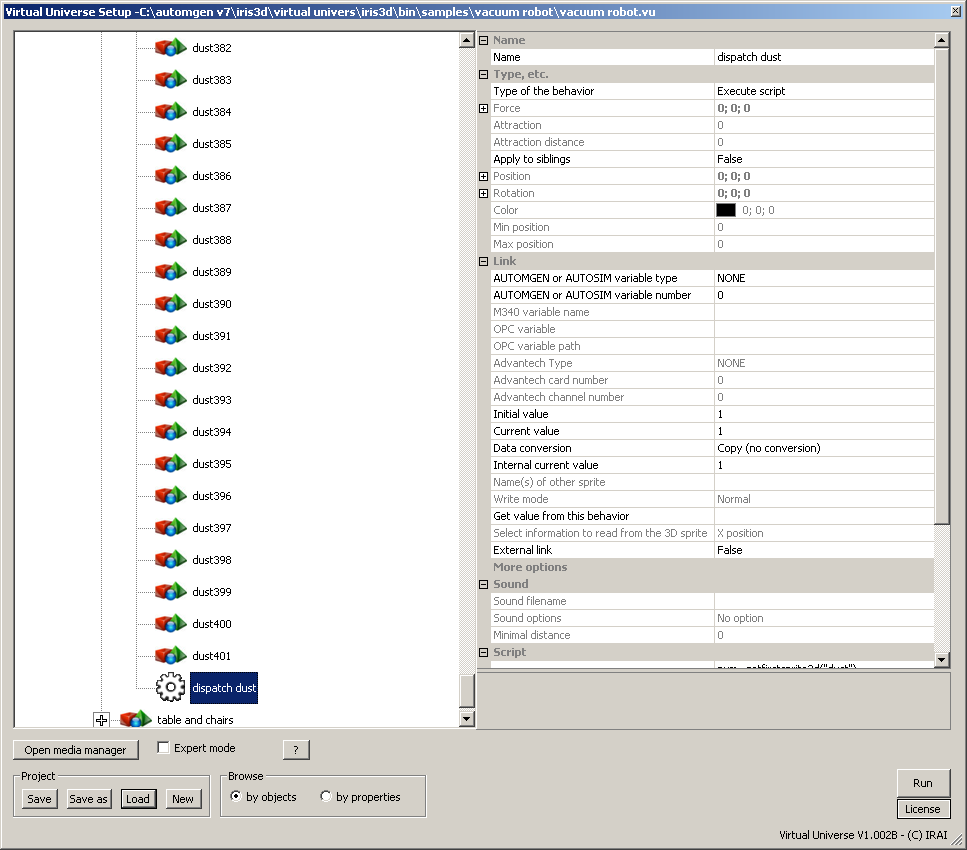 Virtual Universe Setup -C:\automgen v7\iris3d\virtual univers\iris3d\bin\samples\vacuum robot\vacuum robot.vu
dust382
dust383
dust384
dust385
dust386
dust387
dust388
dust389
dust390
dust391
dust392
dust393
dust394
dust395
dust396
dust397
dust398
dust399
dust400
dust401
dispatch dust
table and chairs
Name
Name dispatch dust
Type, etc.
Type of the behavior Execute script
Force 0; 0; 0
Attraction 0
Attraction distance 0
Apply to siblings False
Position 0; 0; 0
Rotation 0; 0; 0
Color 0; 0; 0
Min position 0
Max position 0
Link
AUTOMGEN or AUTOSIM variable type NONE
AUTOMGEN or AUTOSIM variable number 0
M340 variable name
OPC variable
OPC variable path
Advantech Type NONE
Advantech card number 0
Advantech channel number 0
Initial value 1
Current value 1
Data conversion Copy (no conversion)
Internal current value 1
Name(s) of other sprite
Write mode Normal
Get value from this behavior
Select information to read from the 3D sprite X position
External link False
More options
Sound
Sound filename
Sound options No option
Minimal distance 0
Script
Open media manager Expert mode ?
Project Browse
Save Save as Load New by objects by properties
Run
License
Virtual Universe V1.002B - (C) IRAI